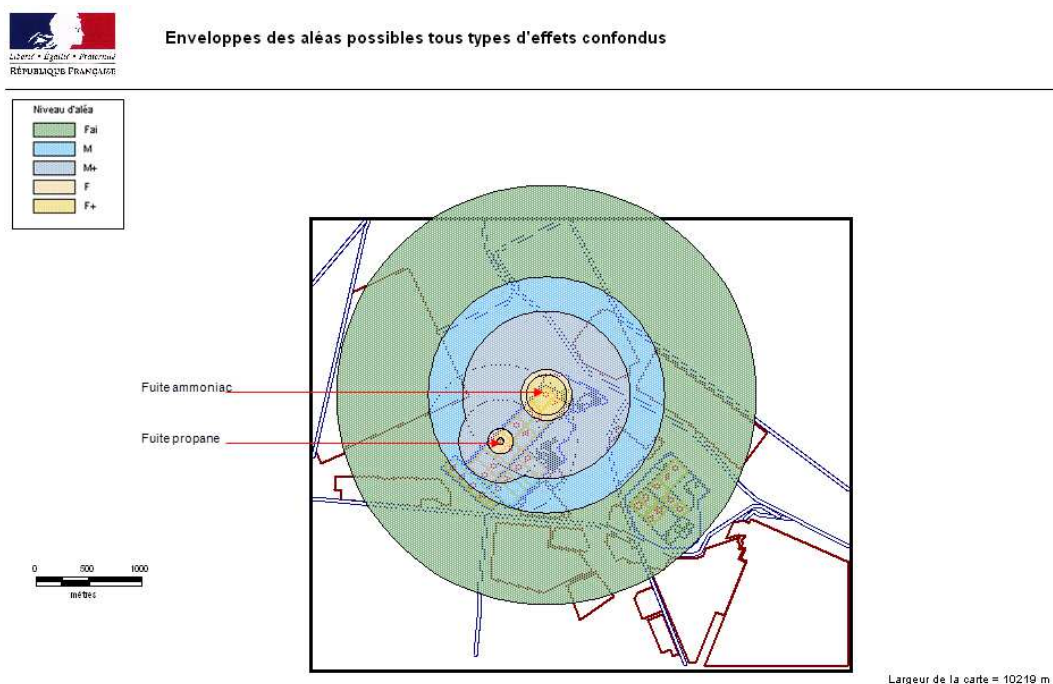 Enveloppes des aléas possibles tous types d'effets confondus
Liberté • Égalité • Fraternité
RÉPUBLIQUE FRANÇAISE
Niveau d'aléa
Fai
M
M+
F
F+
Fuite ammoniac
Fuite propane
0 500 1000
mètres
Largeur de la carte = 10219 m